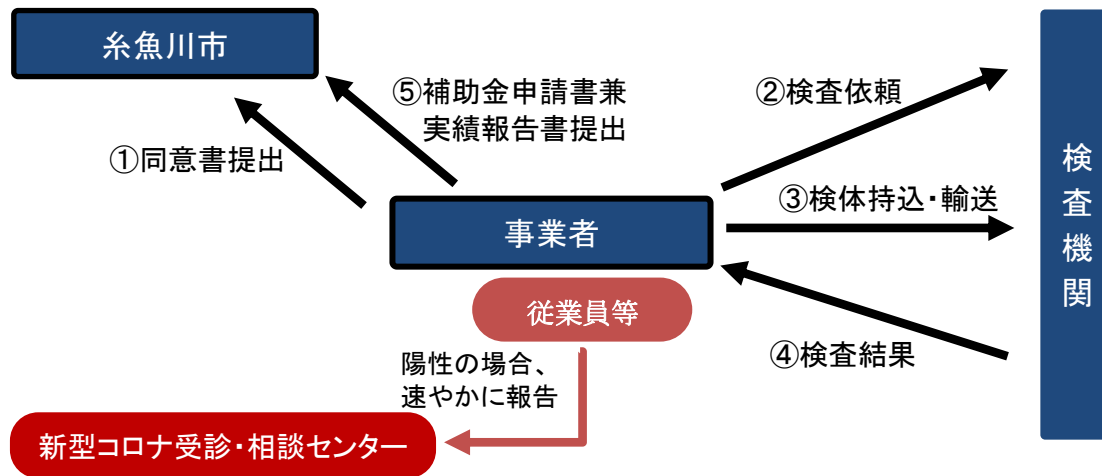 糸魚川市
⑤補助金申請書兼
実績報告書提出
①同意書提出
②検査依頼
③検体持込・輸送
事業者
従業員等
④検査結果
検査機関
陽性の場合、
速やかに報告
新型コロナ受診・相談センター